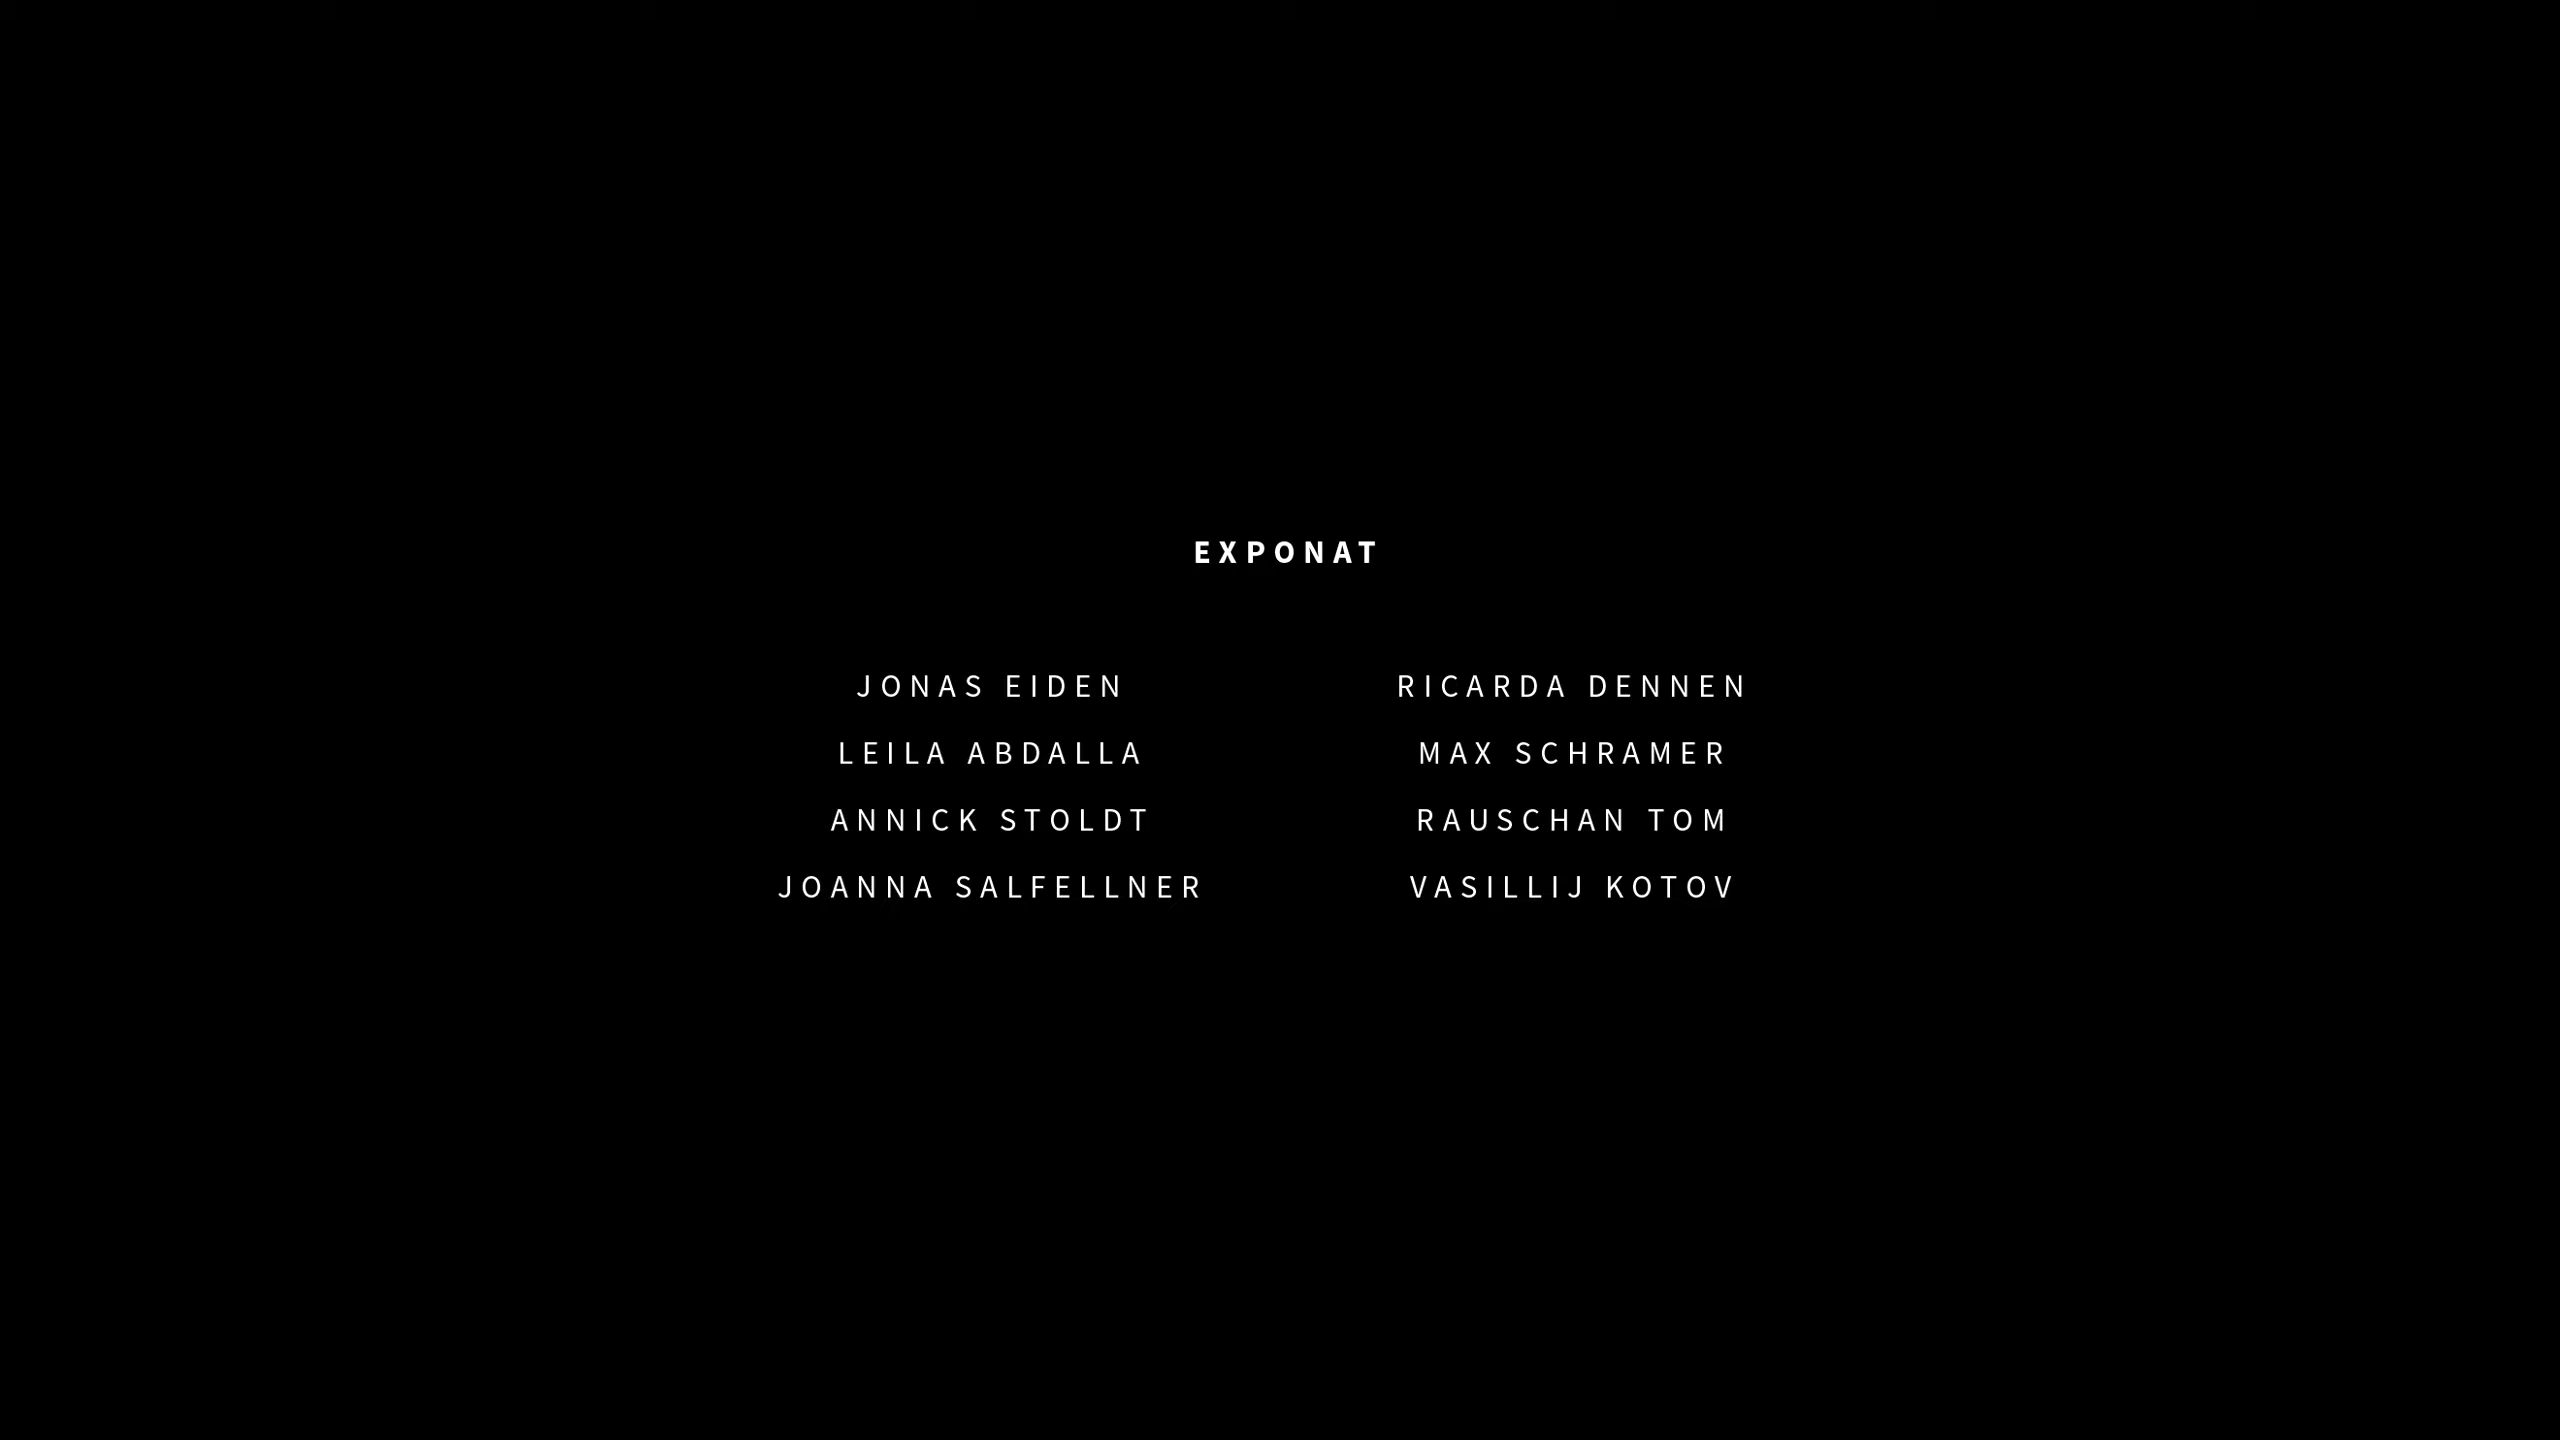 EXPONAT
JONAS EIDEN
LEILA ABDALLA
ANNICK STOLDT
JOANNA SALFELLNER
RICARDA DENNEN
MAX SCHRAMER
RAUSCHAN TOM
VASILLIJ KOTOV